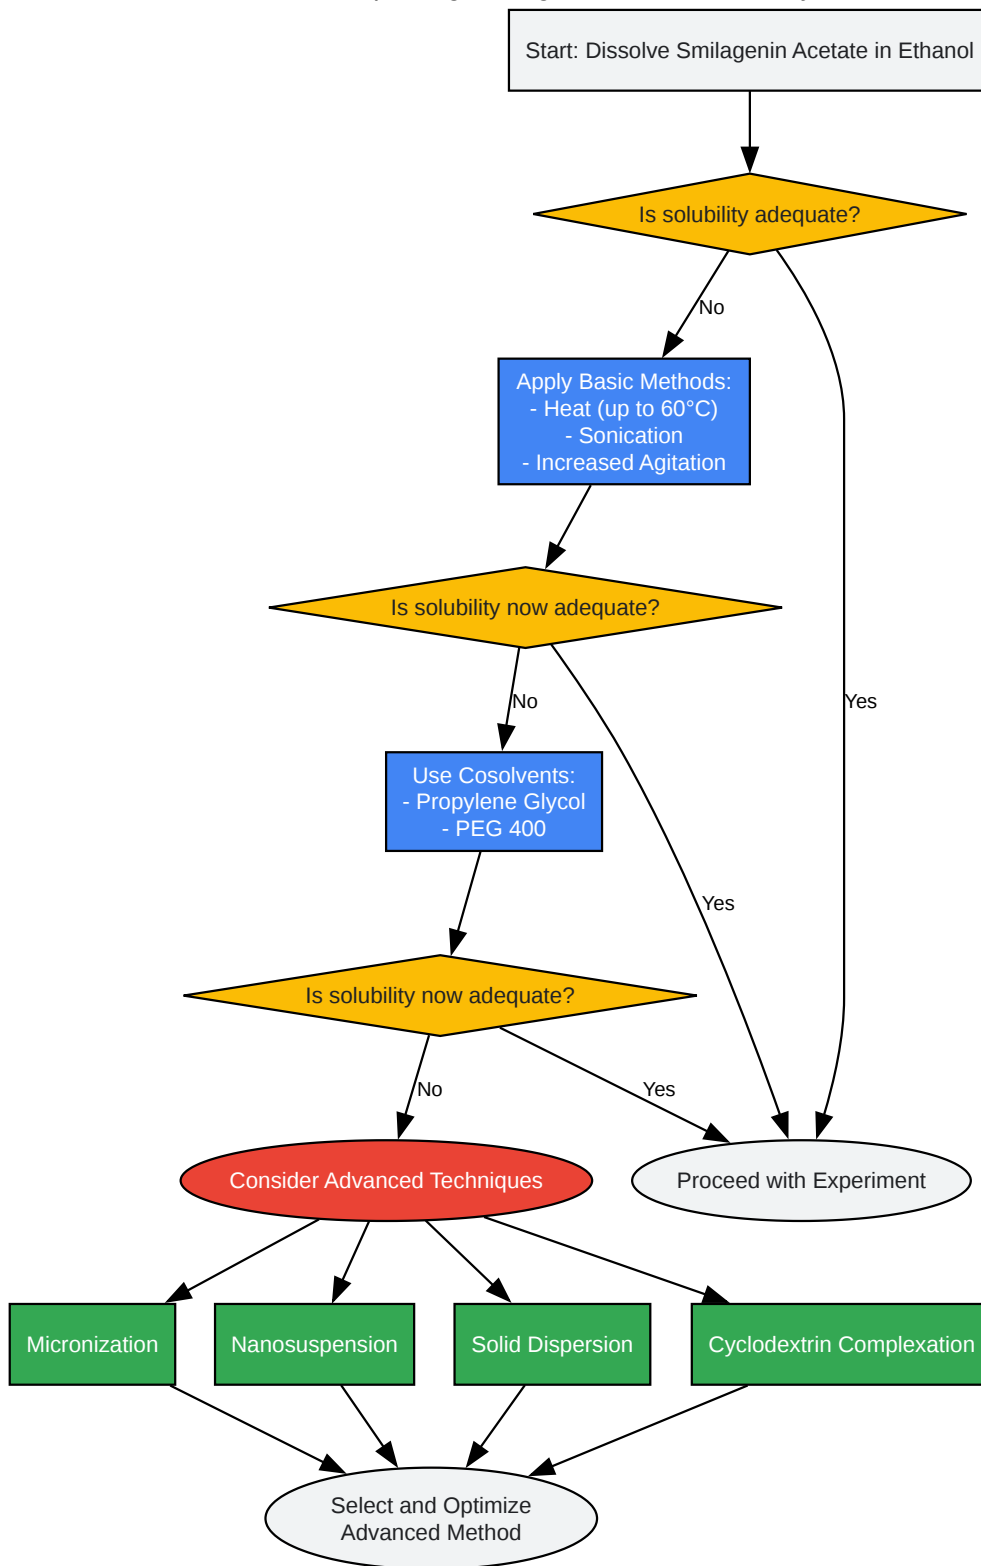 Start: Dissolve Smilagenin Acetate in Ethanol
Is solubility adequate?
No
Apply Basic Methods:
- Heat (up to 60°C)
- Sonication
- Increased Agitation
Is solubility now adequate?
No
Yes
Use Cosolvents:
- Propylene Glycol
- PEG 400
Yes
Is solubility now adequate?
No
Yes
Consider Advanced Techniques
Proceed with Experiment
Micronization
Nanosuspension
Solid Dispersion
Cyclodextrin Complexation
Select and Optimize
Advanced Method